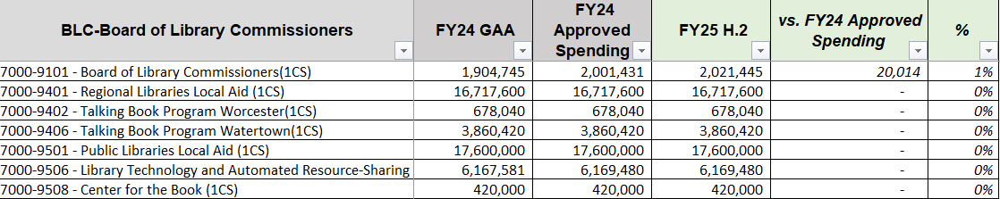 BLC-Board of Library Commissioners FY24 GAA FY24 Approved Spending FY25 H.2 vs. FY24 Approved Spending %
7000-9101 - Board of Library Commissioners(1CS) 1,904,745 2,001,431 2,021,445 20,014 1%
7000-9401 - Regional Libraries Local Aid (1CS) 16,717,600 16,717,600 16,717,600 - 0%
7000-9402 - Talking Book Program Worcester(1CS) 678,040 678,040 678,040 - 0%
7000-9406 - Talking Book Program Watertown(1CS) 3,860,420 3,860,420 3,860,420 - 0%
7000-9501 - Public Libraries Local Aid (1CS) 17,600,000 17,600,000 17,600,000 - 0%
7000-9506 - Library Technology and Automated Resource-Sharing 6,167,581 6,169,480 6,169,480 - 0%
7000-9508 - Center for the Book (1CS) 420,000 420,000 420,000 - 0%